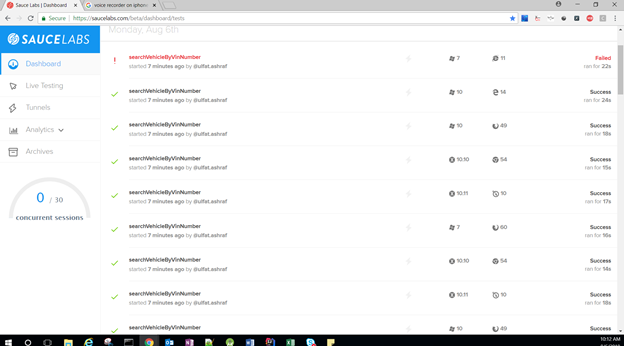 Sauce Labs | Dashboard
voice recorder on iphon
Secure
https://saucelabs.com/beta/dashboard/tests
SAUCELABS
Dashboard
Live Testing
Tunnels
Analytics
Archives
0 / 30
concurrent sessions
Monday, Aug 6th
searchVehicleByVinNumber 7 11 Failed
started 7 minutes ago by @ulfat.ashraf ran for 22s
searchVehicleByVinNumber 10 14 Success
started 7 minutes ago by @ulfat.ashraf ran for 24s
searchVehicleByVinNumber 10 49 Success
started 7 minutes ago by @ulfat.ashraf ran for 18s
searchVehicleByVinNumber 10.10 54 Success
started 7 minutes ago by @ulfat.ashraf ran for 15s
searchVehicleByVinNumber 10.11 10 Success
started 7 minutes ago by @ulfat.ashraf ran for 17s
searchVehicleByVinNumber 7 60 Success
started 7 minutes ago by @ulfat.ashraf ran for 16s
searchVehicleByVinNumber 10.10 54 Success
started 7 minutes ago by @ulfat.ashraf ran for 14s
searchVehicleByVinNumber 10.11 10 Success
started 7 minutes ago by @ulfat.ashraf ran for 18s
searchVehicleByVinNumber 10 49 Success
10:12 AM